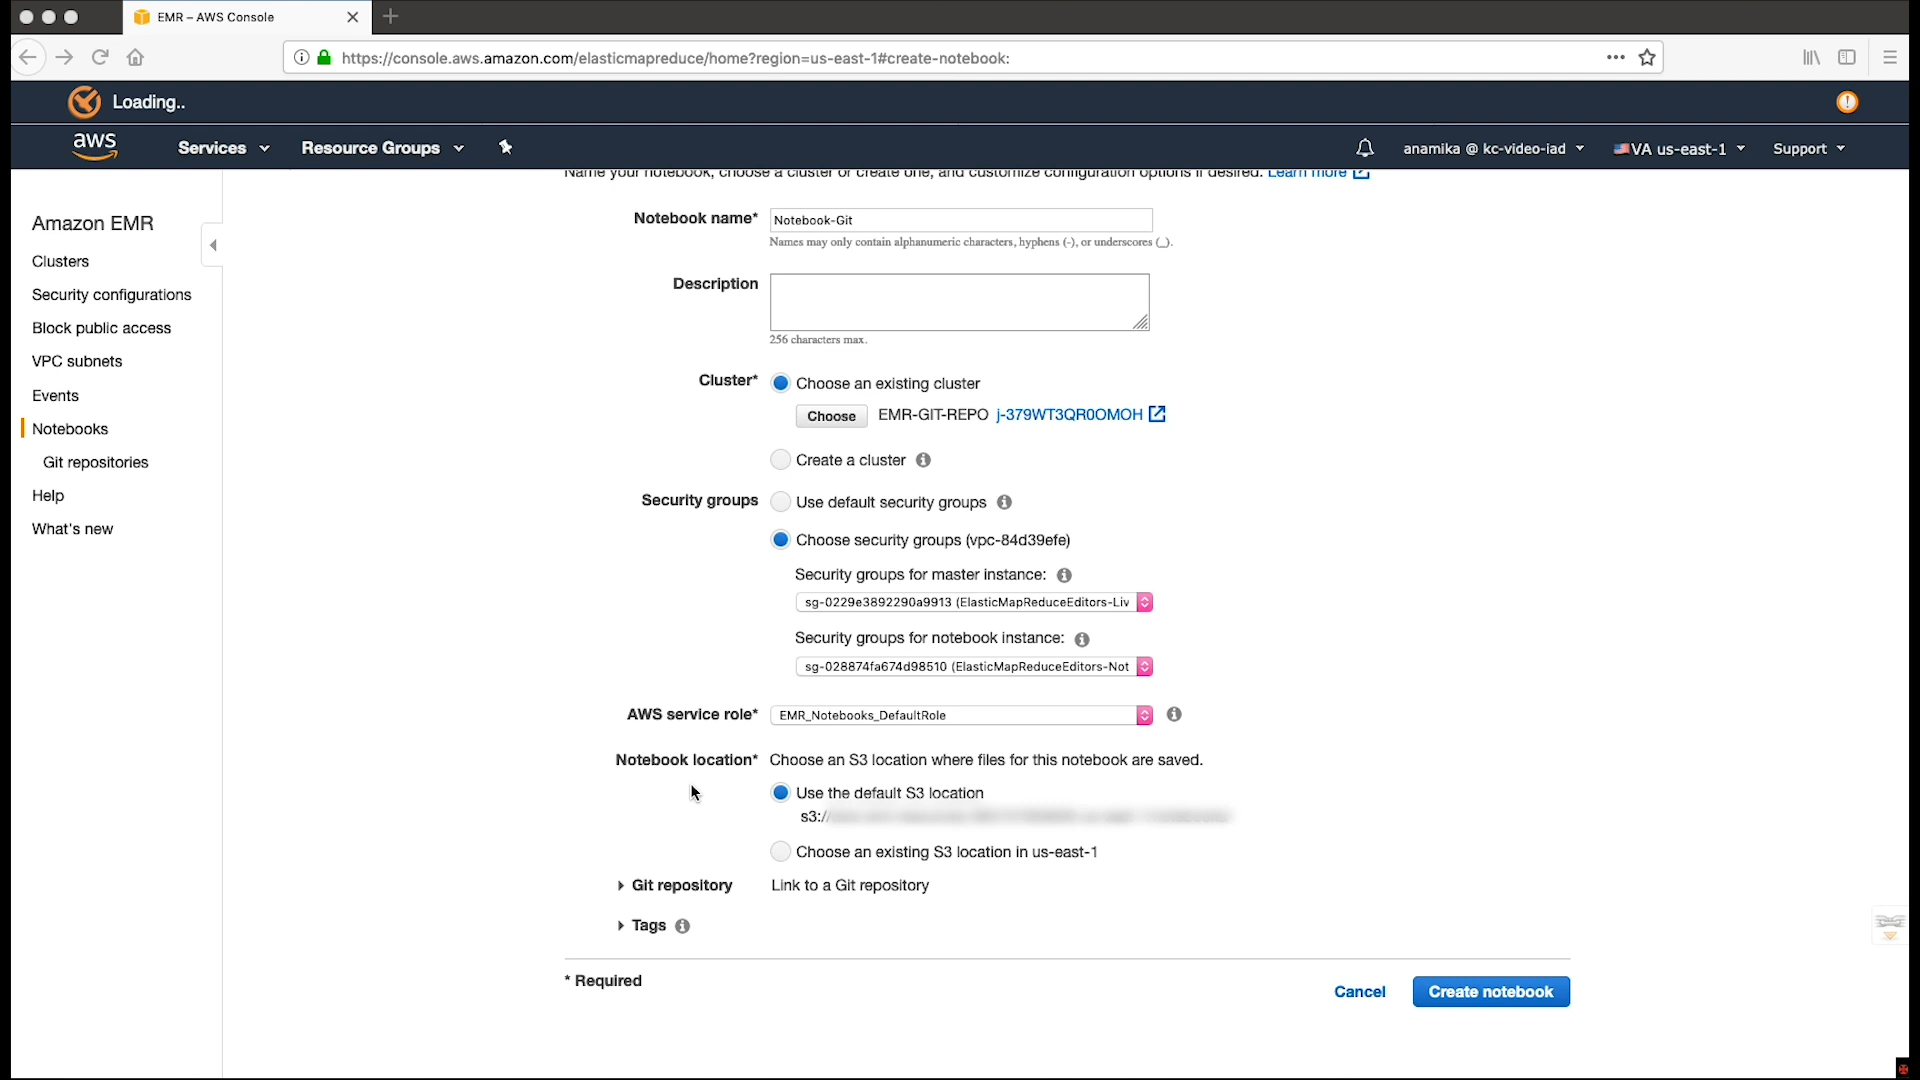 EMR – AWS Console
https://console.aws.amazon.com/elasticmapreduce/home?region=us-east-1#create-notebook:
Loading..
aws
Services
Resource Groups
anamika @ kc-video-iad
VA us-east-1
Support
Name your notebook, choose a cluster or create one, and customize configuration options if desired. Learn more
Amazon EMR
Clusters
Security configurations
Block public access
VPC subnets
Events
Notebooks
Git repositories
Help
What's new
Notebook name* Notebook-Git
Names may only contain alphanumeric characters, hyphens (-), or underscores (_).
Description
256 characters max.
Cluster* Choose an existing cluster
Choose EMR-GIT-REPO j-379WT3QR0OMOH
Create a cluster
Security groups Use default security groups
Choose security groups (vpc-84d39efe)
Security groups for master instance:
sg-0229e3892290a9913 (ElasticMapReduceEditors-Liv
Security groups for notebook instance:
sg-028874fa674d98510 (ElasticMapReduceEditors-Not
AWS service role* EMR_Notebooks_DefaultRole
Notebook location* Choose an S3 location where files for this notebook are saved.
Use the default S3 location
s3://
Choose an existing S3 location in us-east-1
Git repository Link to a Git repository
Tags
* Required
Cancel Create notebook